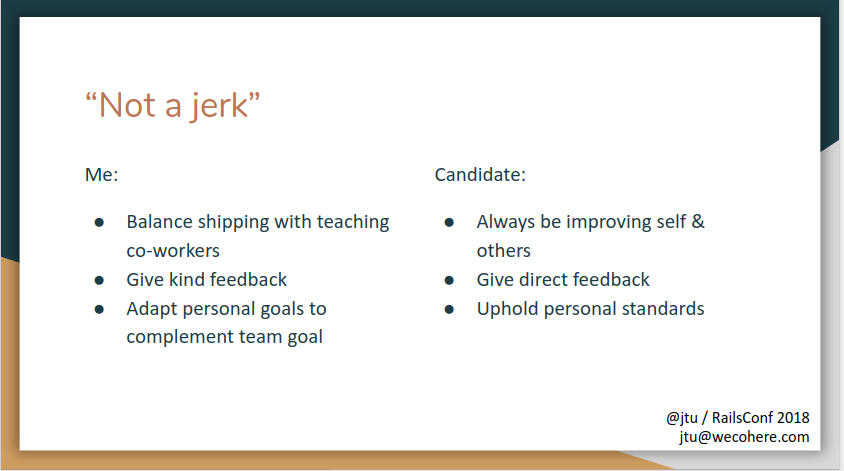 “Not a jerk”
Me:
● Balance shipping with teaching
co-workers
● Give kind feedback
● Adapt personal goals to
complement team goal
Candidate:
● Always be improving self &
others
● Give direct feedback
● Uphold personal standards
@jtu / RailsConf 2018
jtu@wecohere.com